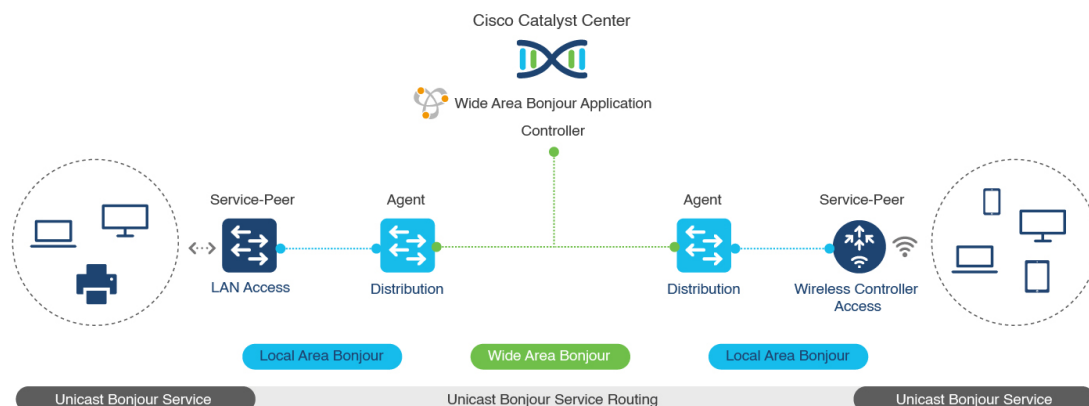 Cisco Catalyst Center
Wide Area Bonjour Application
Controller
Service-Peer
Agent
Agent
Service-Peer
LAN Access
Distribution
Distribution
Wireless Controller
Access
Local Area Bonjour
Wide Area Bonjour
Local Area Bonjour
Unicast Bonjour Service
Unicast Bonjour Service Routing
Unicast Bonjour Service